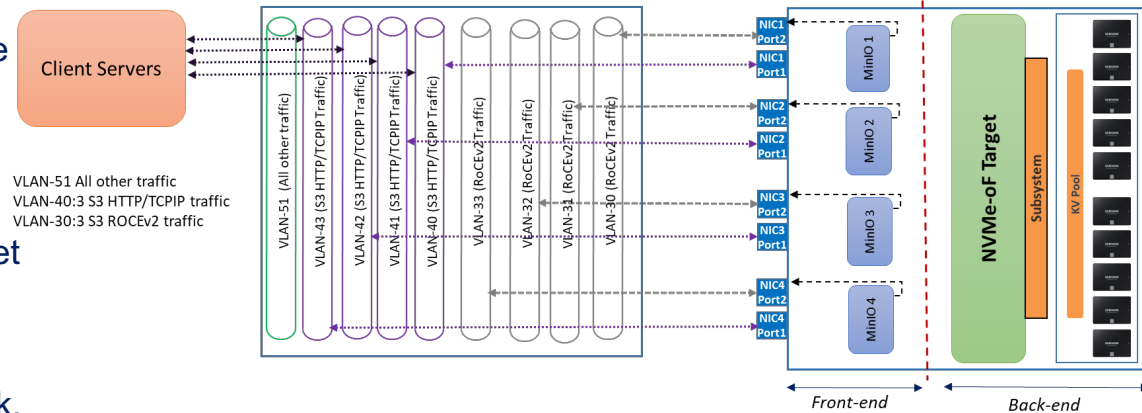 e
Client Servers
VLAN-51 All other traffic
VLAN-40:3 S3 HTTP/TCPIP traffic
VLAN-30:3 S3 ROCEv2 traffic
et
k.
VLAN-51 (All other traffic)
VLAN-43 (S3 HTTP/TCPIP Traffic)
VLAN-42 (S3 HTTP/TCPIP Traffic)
VLAN-41 (S3 HTTP/TCPIP Traffic)
VLAN-40 (S3 HTTP/TCPIP Traffic)
VLAN-33 (RoCEv2 Traffic)
VLAN-32 (RoCEv2 Traffic)
VLAN-31 (RoCEv2 Traffic)
VLAN-30 (RoCEv2 Traffic)
NIC1
Port2
NIC1
Port1
NIC2
Port2
NIC2
Port1
NIC3
Port2
NIC3
Port1
NIC4
Port2
NIC4
Port1
MinIO 1
MinIO 2
MinIO 3
MinIO 4
NVMe-oF Target
Subsystem
KV Pool
Front-end
Back-end